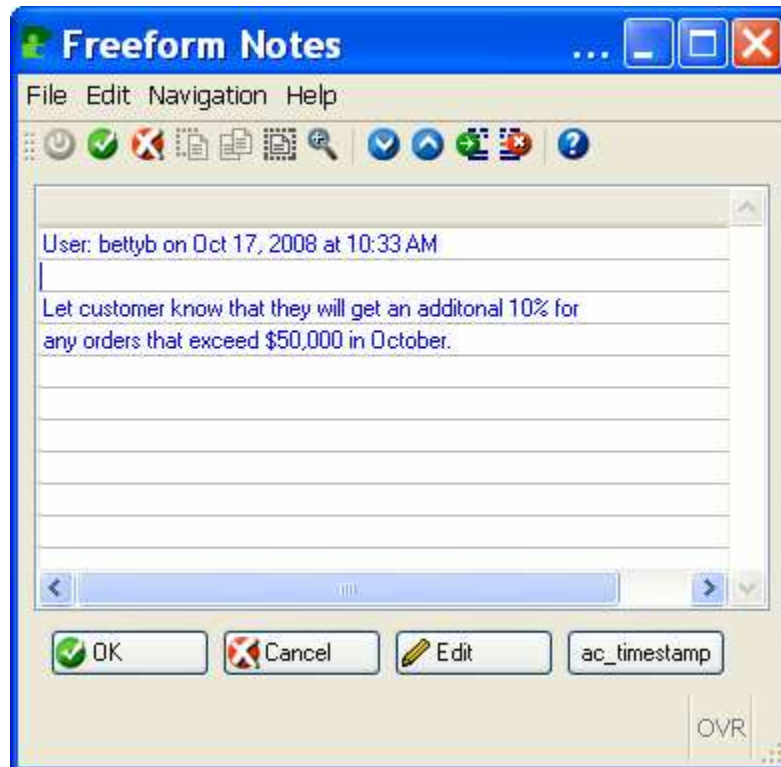 Freeform Notes ...
File Edit Navigation Help
User: bettyb on Oct 17, 2008 at 10:33 AM
Let customer know that they will get an additonal 10% for
any orders that exceed $50,000 in October.
OK Cancel Edit ac_timestamp
OVR